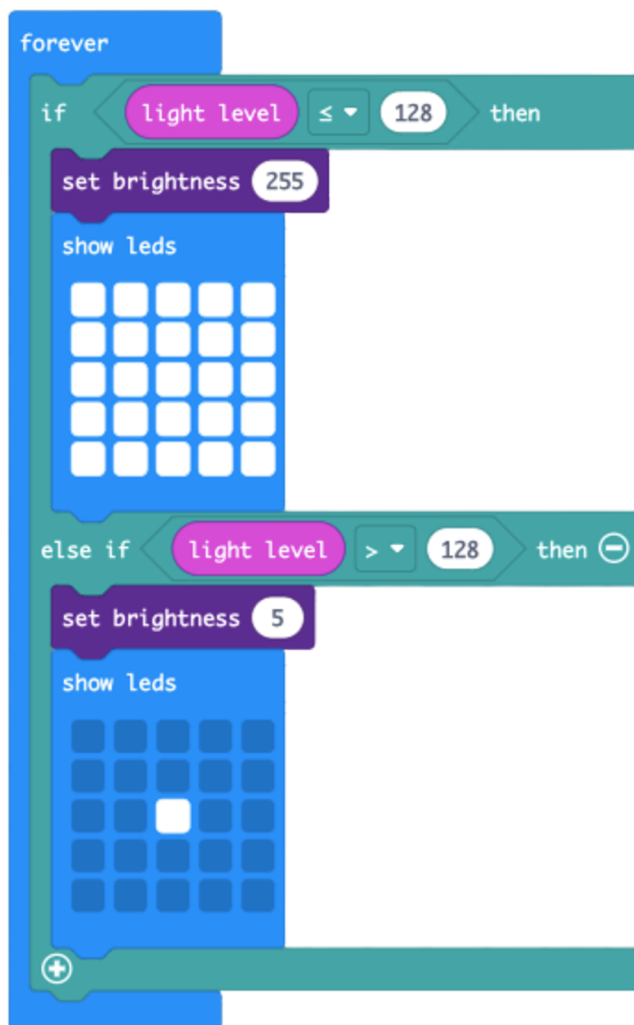 forever
if light level ≤ 128 then
set brightness 255
show leds
else if light level > 128 then
set brightness 5
show leds